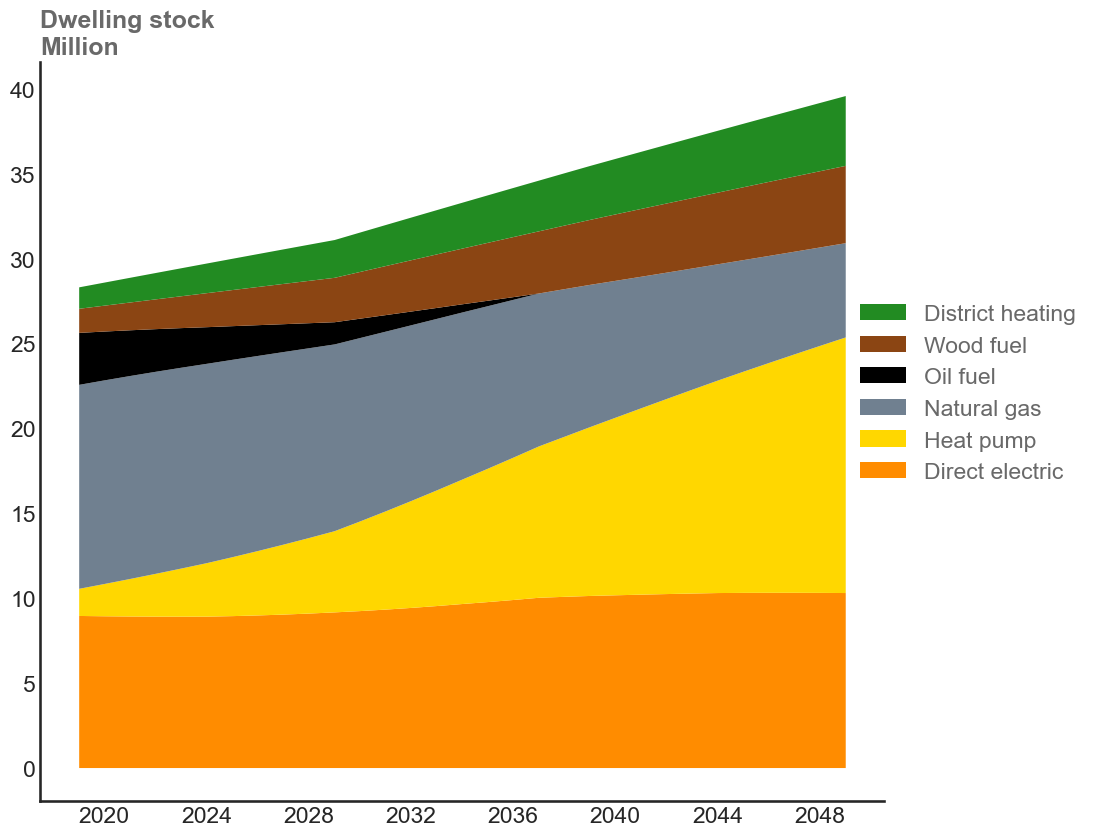 Dwelling stock
Million
40
35
30
25
20
15
10
5
0
2020 2024 2028 2032 2036 2040 2044 2048
District heating
Wood fuel
Oil fuel
Natural gas
Heat pump
Direct electric